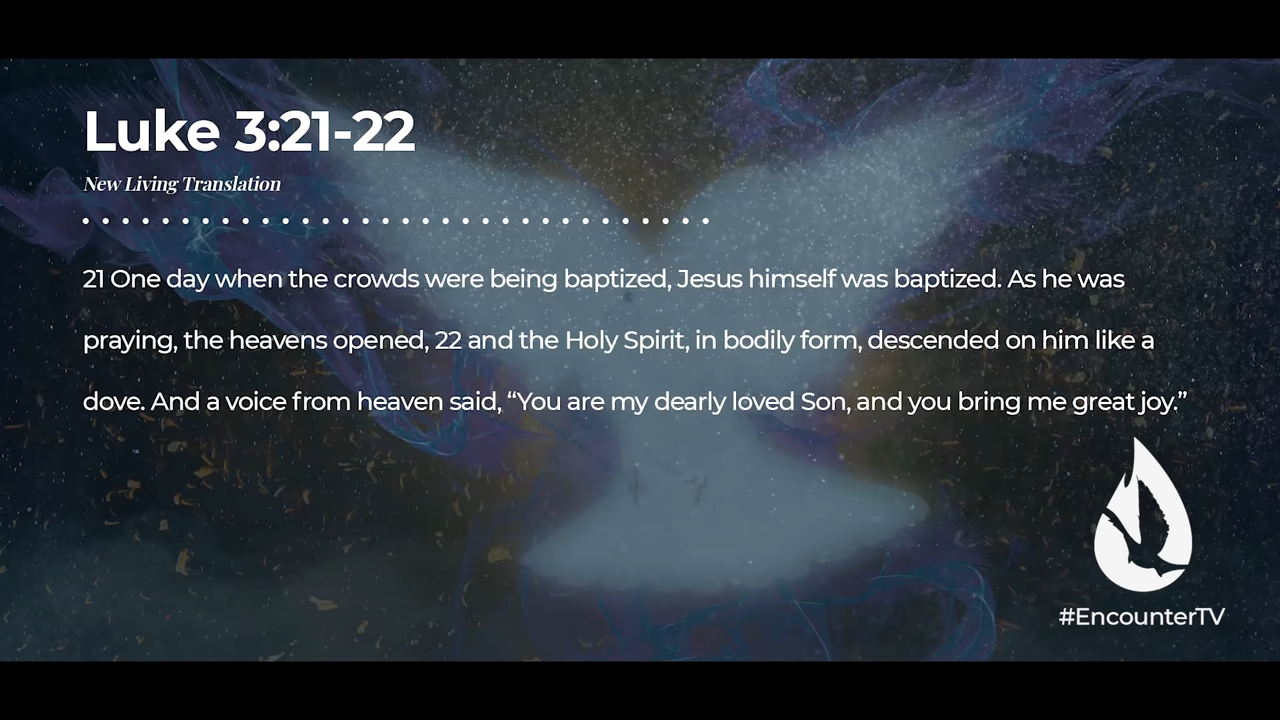 Luke 3:21-22
New Living Translation
21 One day when the crowds were being baptized, Jesus himself was baptized. As he was
praying, the heavens opened, 22 and the Holy Spirit, in bodily form, descended on him like a
dove. And a voice from heaven said, “You are my dearly loved Son, and you bring me great joy.”
#EncounterTV